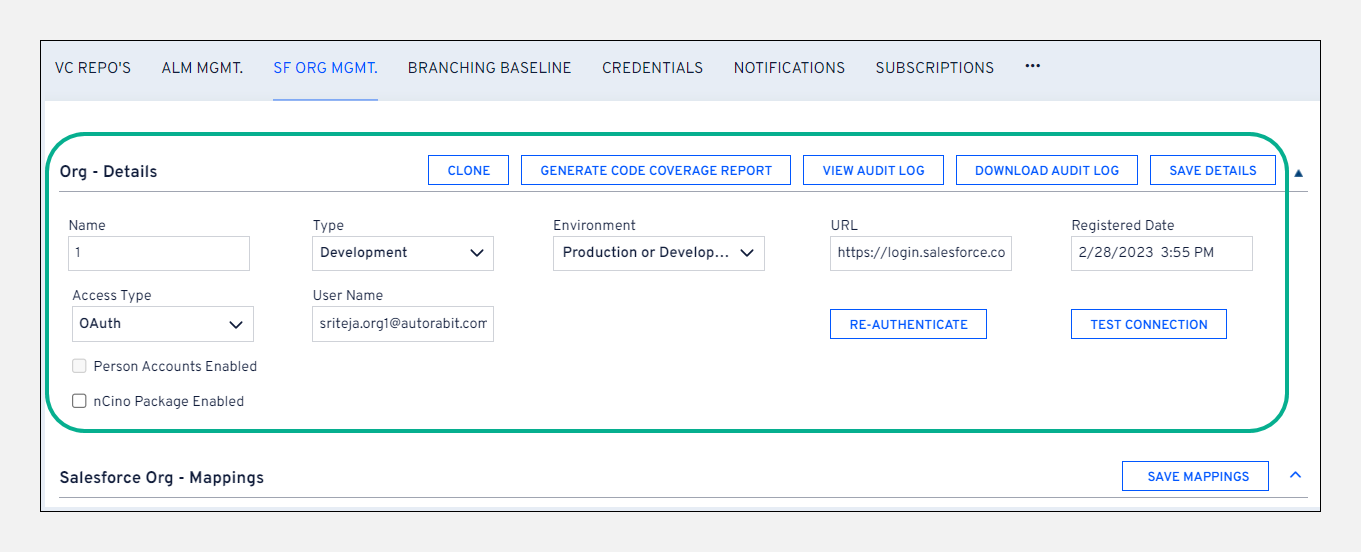 VC REPO'S ALM MGMT. SF ORG MGMT. BRANCHING BASELINE CREDENTIALS NOTIFICATIONS SUBSCRIPTIONS •••
Org - Details CLONE GENERATE CODE COVERAGE REPORT VIEW AUDIT LOG DOWNLOAD AUDIT LOG SAVE DETAILS
Name Type Environment URL Registered Date
1 Development Production or Develop... https://login.salesforce.co 2/28/2023 3:55 PM
Access Type User Name
OAuth sriteja.org1@autorabit.com RE-AUTHENTICATE TEST CONNECTION
Person Accounts Enabled
nCino Package Enabled
Salesforce Org - Mappings SAVE MAPPINGS